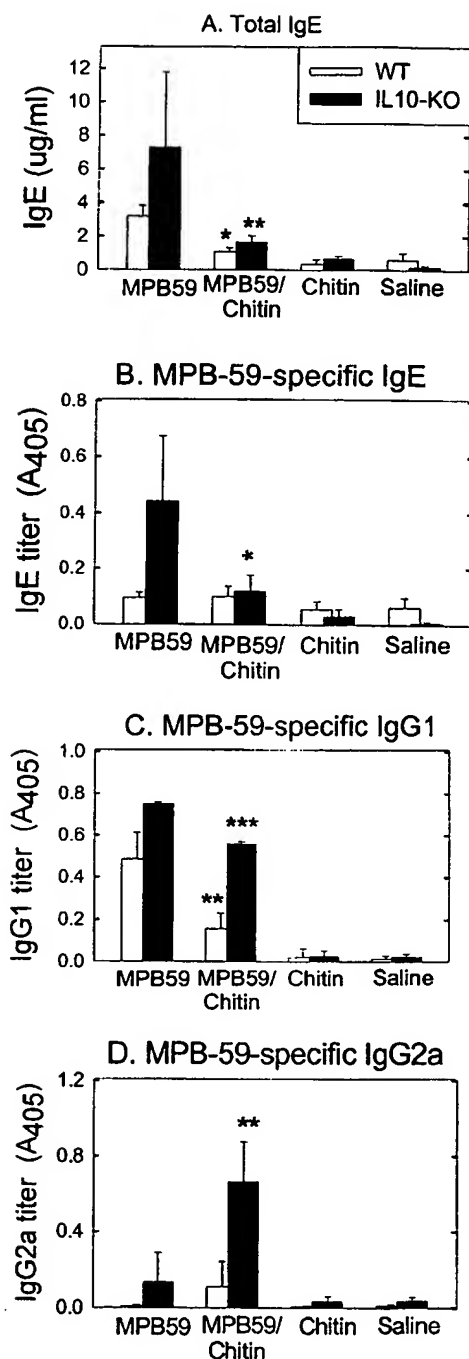 A. Total IgE
WT
IL10-KO
IgE (ug/ml)
12
10
8
6
4
2
0
* **
MPB59 MPB59/ Chitin Saline
Chitin
B. MPB-59-specific IgE
IgE titer (A405)
0.8
0.6
0.4
0.2
0.0
*
MPB59 MPB59/ Chitin Saline
Chitin
C. MPB-59-specific IgG1
IgG1 titer (A405)
1.0
0.8
0.6
0.4
0.2
0.0
** ***
MPB59 MPB59/ Chitin Saline
Chitin
D. MPB-59-specific IgG2a
IgG2a titer (A405)
1.2
0.8
0.4
0.0
**
MPB59 MPB59/ Chitin Saline
Chitin